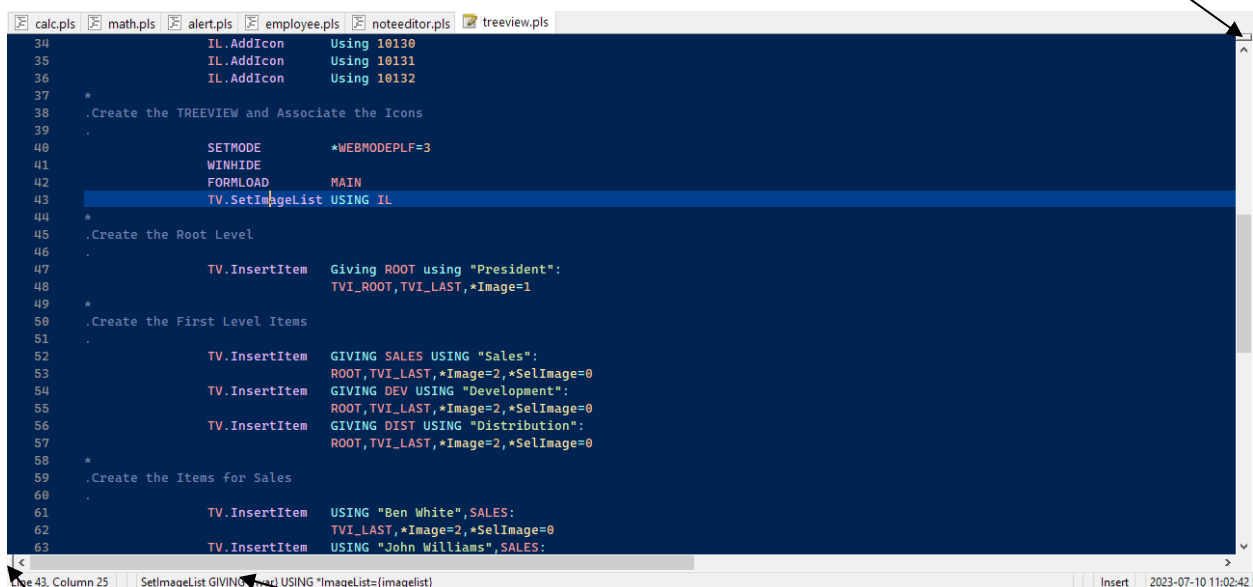 calc.pls math.pls alert.pls employee.pls noteeditor.pls treeview.pls
34 IL.AddIcon Using 10130
35 IL.AddIcon Using 10131
36 IL.AddIcon Using 10132
37 *
38 .Create the TREEVIEW and Associate the Icons
39 .
40 SETMODE *WEBMODEPLF=3
41 WINHIDE
42 FORMLOAD MAIN
43 TV.SetImageList USING IL
44 *
45 .Create the Root Level
46 .
47 TV.InsertItem Giving ROOT using "President":
48 TVI_ROOT,TVI_LAST,*Image=1
49 *
50 .Create the First Level Items
51 .
52 TV.InsertItem GIVING SALES USING "Sales":
53 ROOT,TVI_LAST,*Image=2,*SelImage=0
54 TV.InsertItem GIVING DEV USING "Development":
55 ROOT,TVI_LAST,*Image=2,*SelImage=0
56 TV.InsertItem GIVING DIST USING "Distribution":
57 ROOT,TVI_LAST,*Image=2,*SelImage=0
58 *
59 .Create the Items for Sales
60 .
61 TV.InsertItem USING "Ben White",SALES:
62 TVI_LAST,*Image=2,*SelImage=0
63 TV.InsertItem USING "John Williams",SALES:
Line 43, Column 25 SetImageList GIVING {nvar} USING *ImageList={imagelist} Insert 2023-07-10 11:02:42